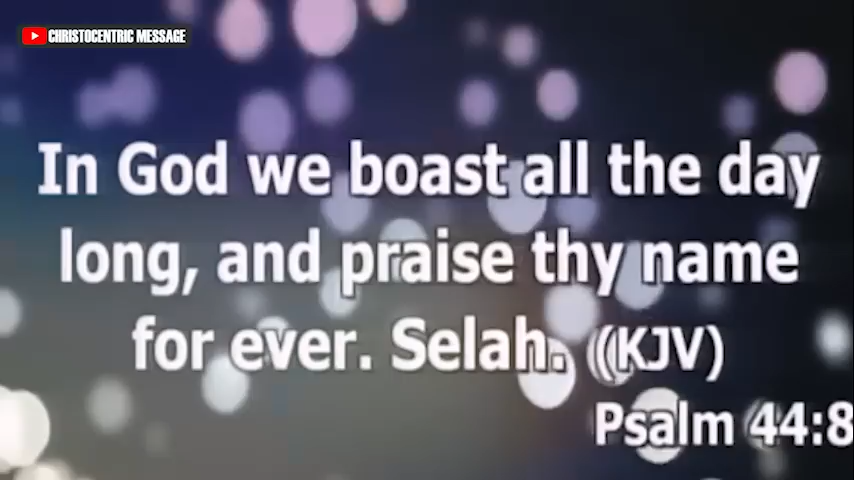 CHRISTOCENTRIC MESSAGE
In God we boast all the day
long, and praise thy name
for ever. Selah. ((KJV)
Psalm 44:8